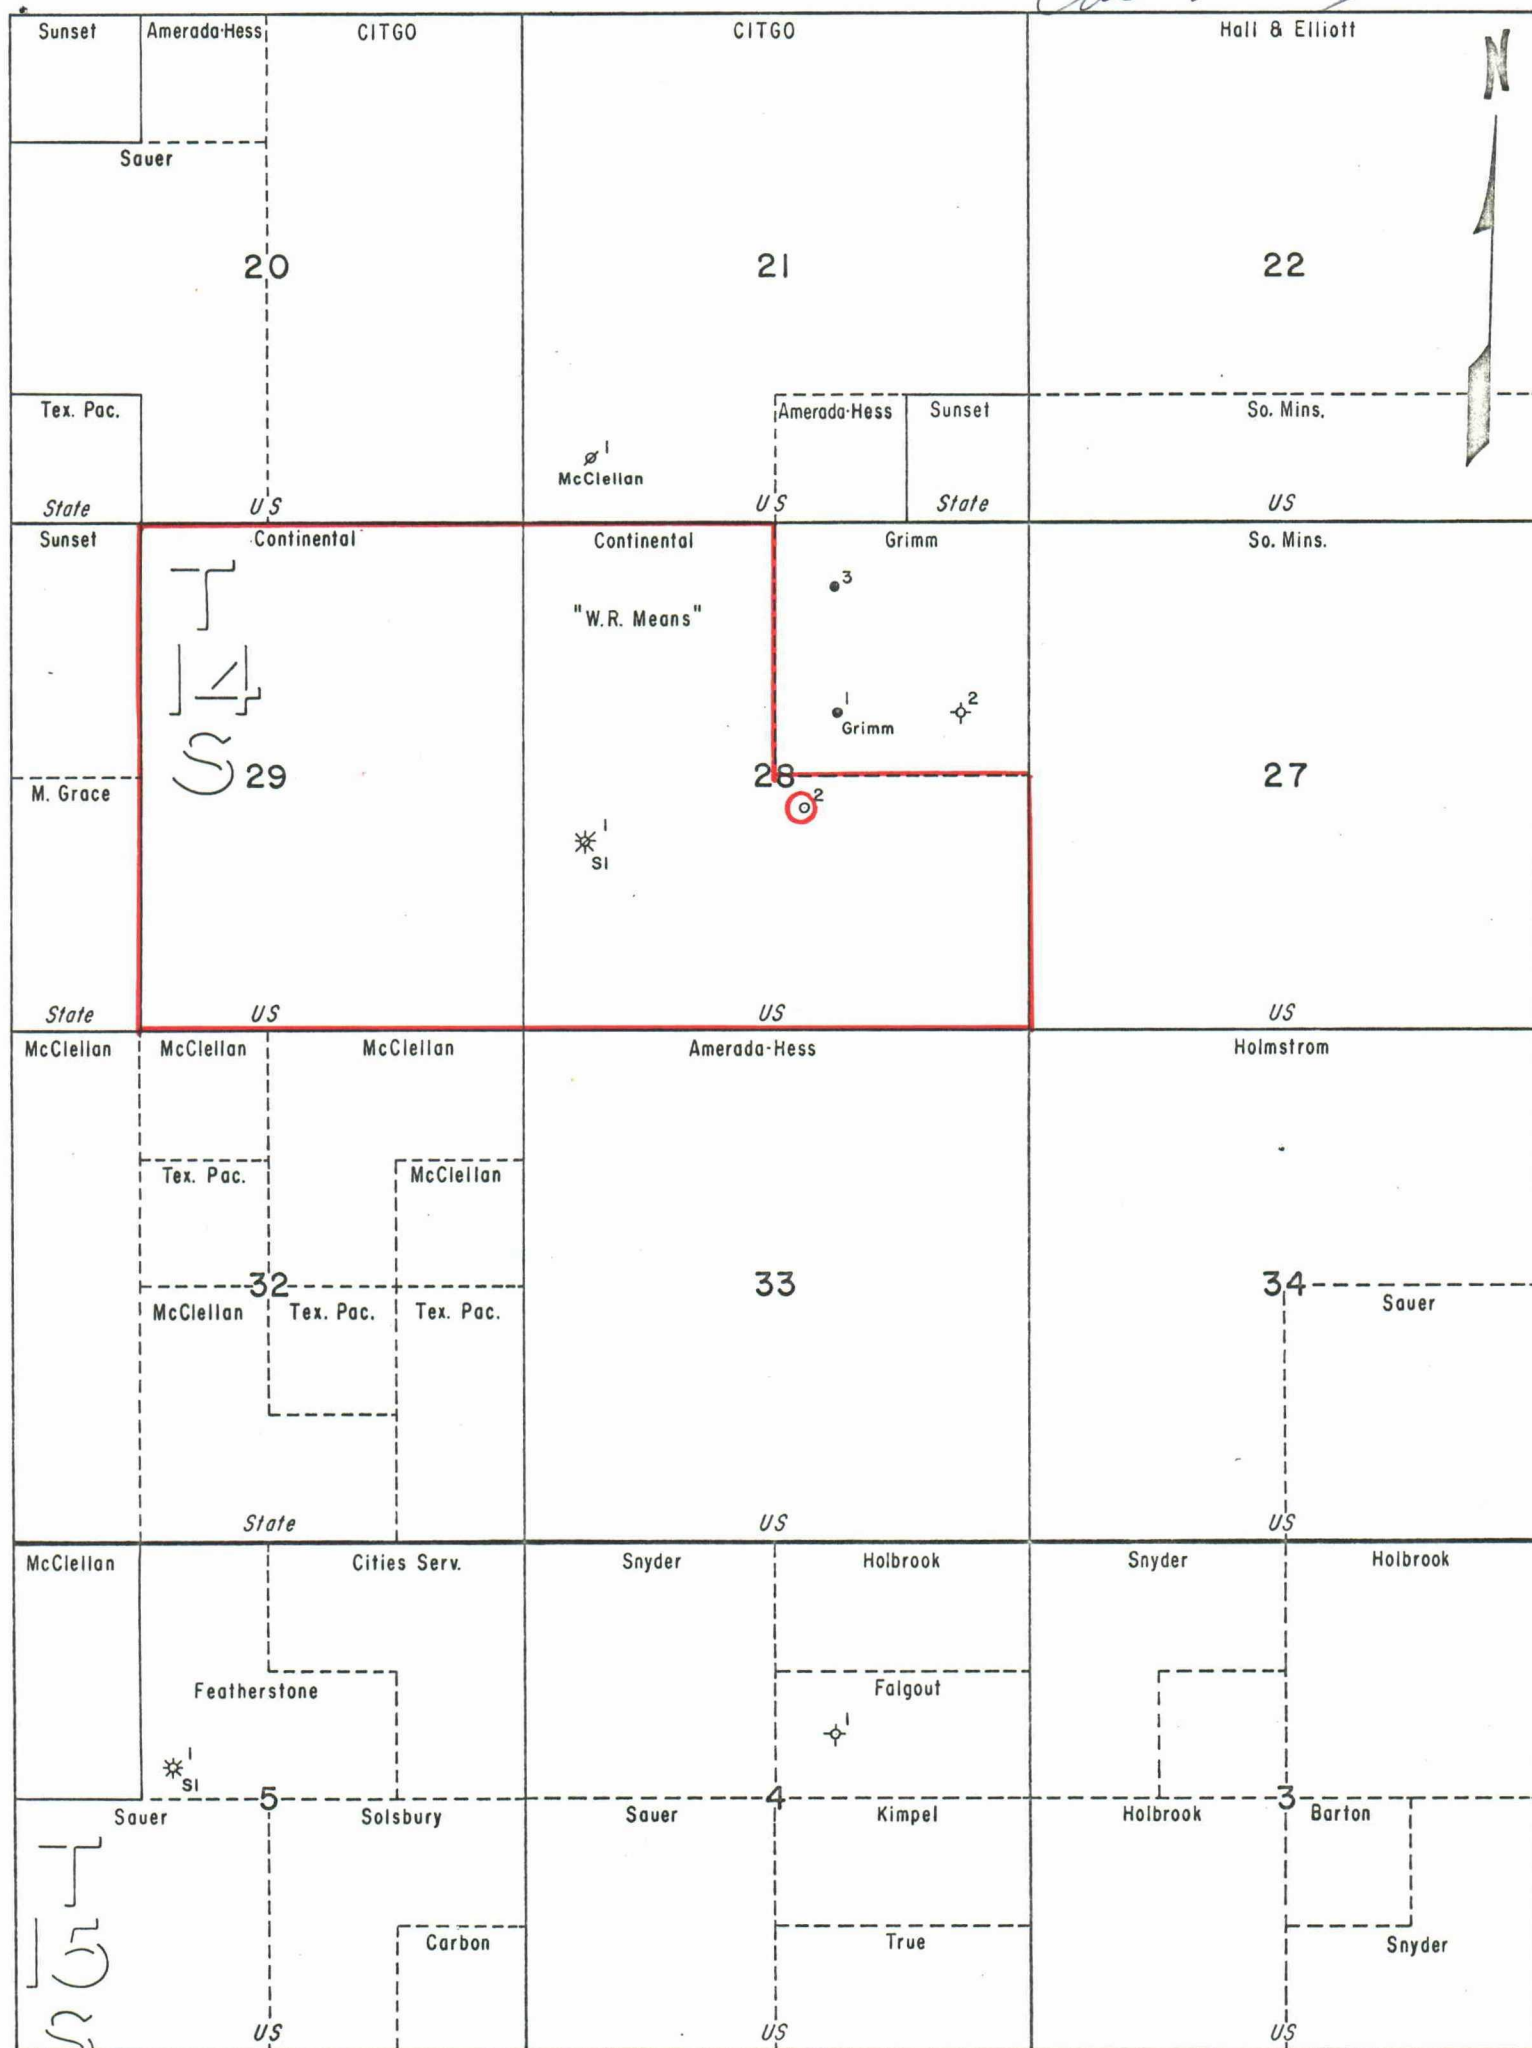 Sunset Amerada-Hess CITGO CITGO Hall & Elliott
N
Sauer
20 21 22
Tex. Pac. Amerada-Hess Sunset So. Mins.
1
McClellan
State US US State US
Sunset Continental Continental Grimm So. Mins.
T
3
"W.R. Means"
14
1 2
Grimm
S
29 28 27
M. Grace
2
1
SI
State US US US
McClellan McClellan McClellan Amerada-Hess Holmstrom
Tex. Pac. McClellan
32 33 34
McClellan Tex. Pac. Tex. Pac. Sauer
State US US
McClellan Cities Serv. Snyder Holbrook Snyder Holbrook
Featherstone Falgout
1
1
SI
5 4 3
Sauer Solsbury Sauer Kimpel Holbrook Barton
T
15
Carbon True Snyder
S
US US US